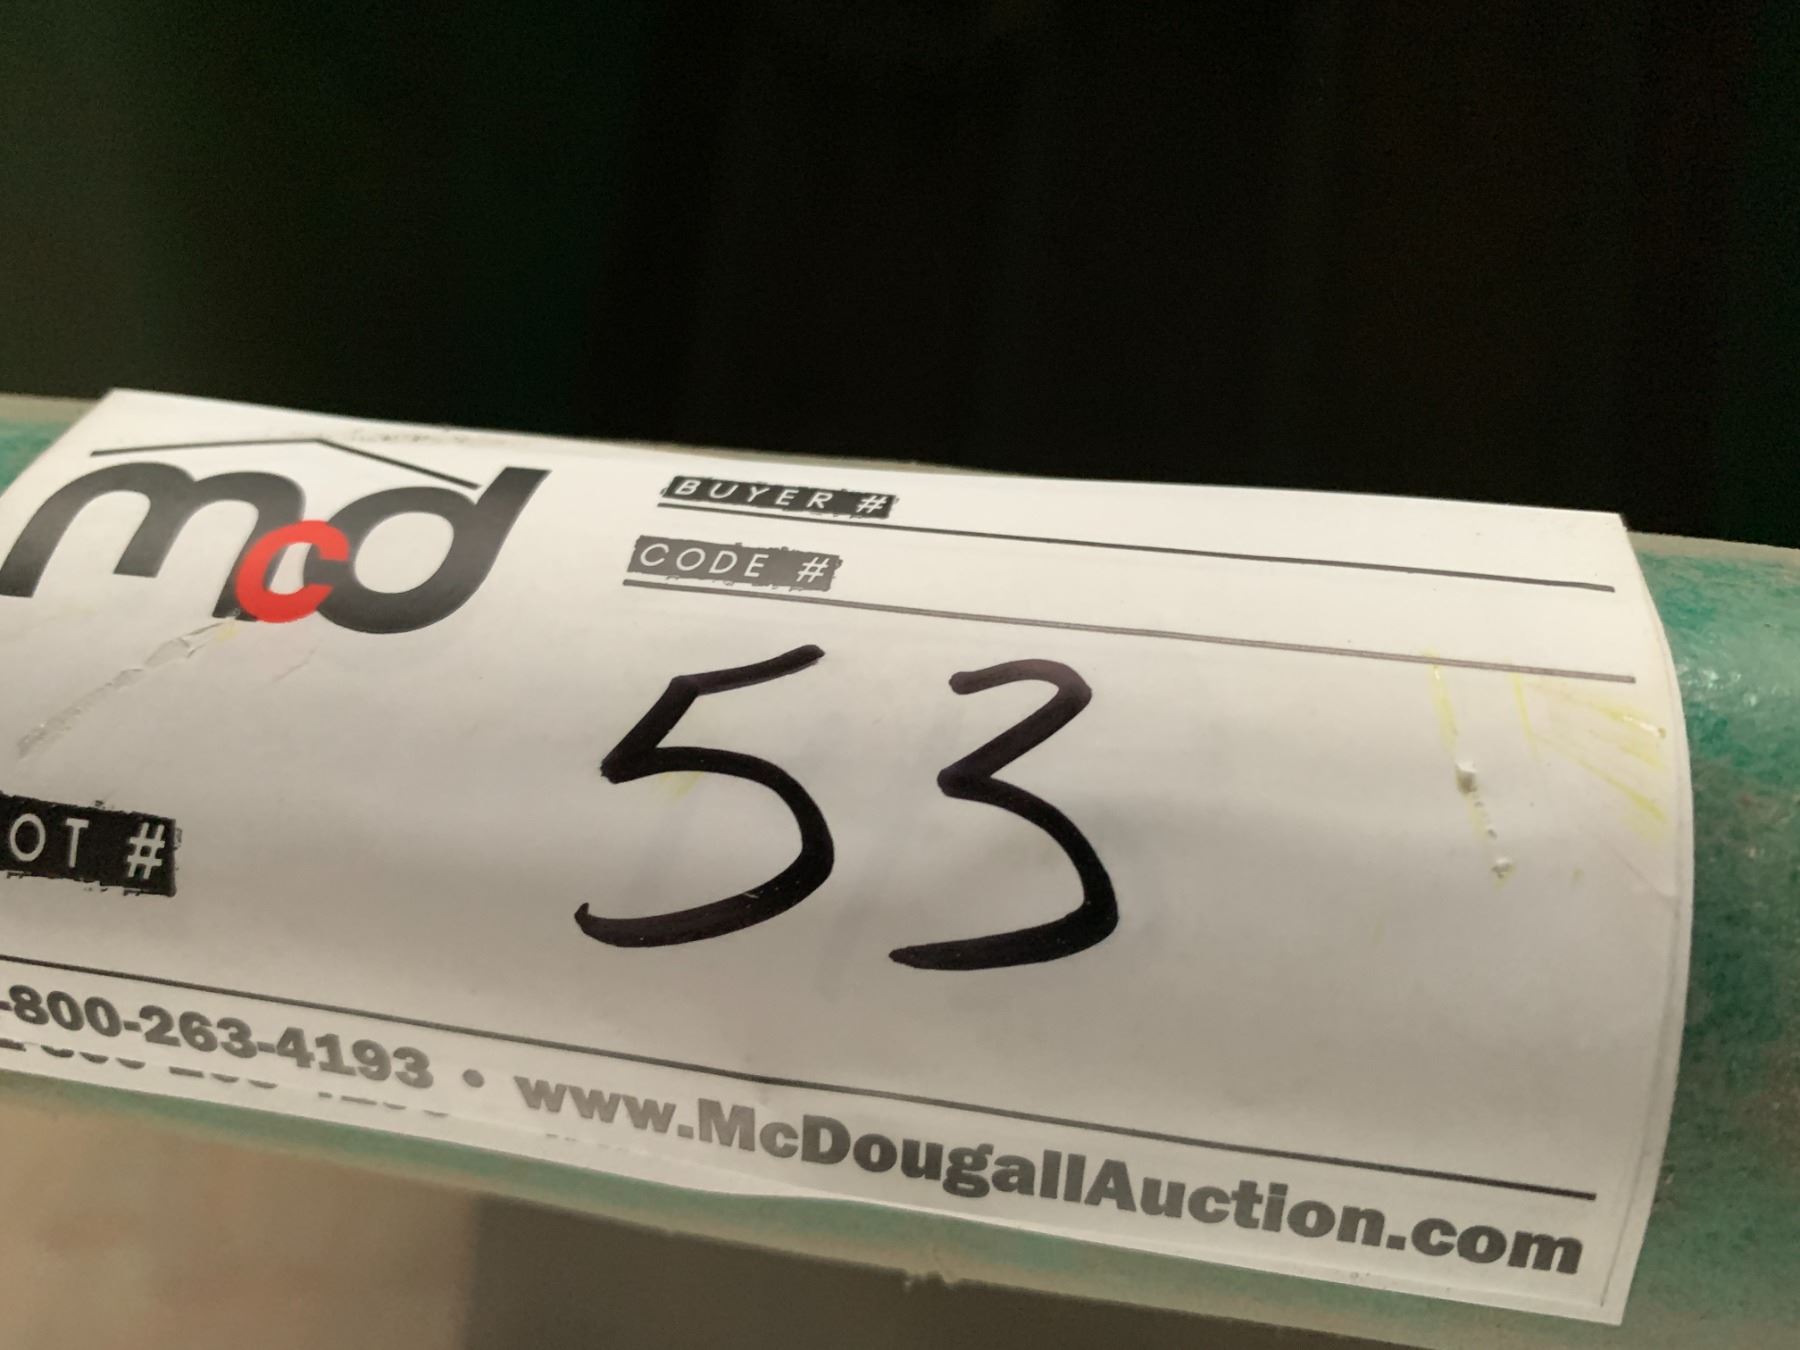 mcd
BUYER #
CODE #
OT # 53
-800-263-4193 • www.McDougallAuction.com